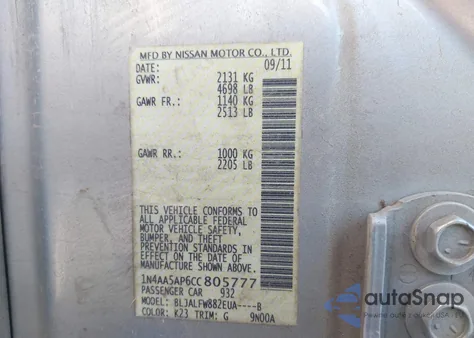 MFD BY NISSAN MOTOR CO., LTD.
DATE: 09/11
GVWR: 2131 KG
4698 LB
GAWR FR.: 1140 KG
2513 LB
GAWR RR.: 1000 KG
2205 LB
THIS VEHICLE CONFORMS TO
ALL APPLICABLE FEDERAL
MOTOR VEHICLE SAFETY,
BUMPER, AND THEFT
PREVENTION STANDARDS IN
EFFECT ON THE DATE OF
MANUFACTURE SHOWN ABOVE.
1N4AA5AP6CC805777
PASSENGER CAR 932
MODEL: BLJALFW882EUA----B
COLOR: K23 TRIM: G 9N00A
autoSnap